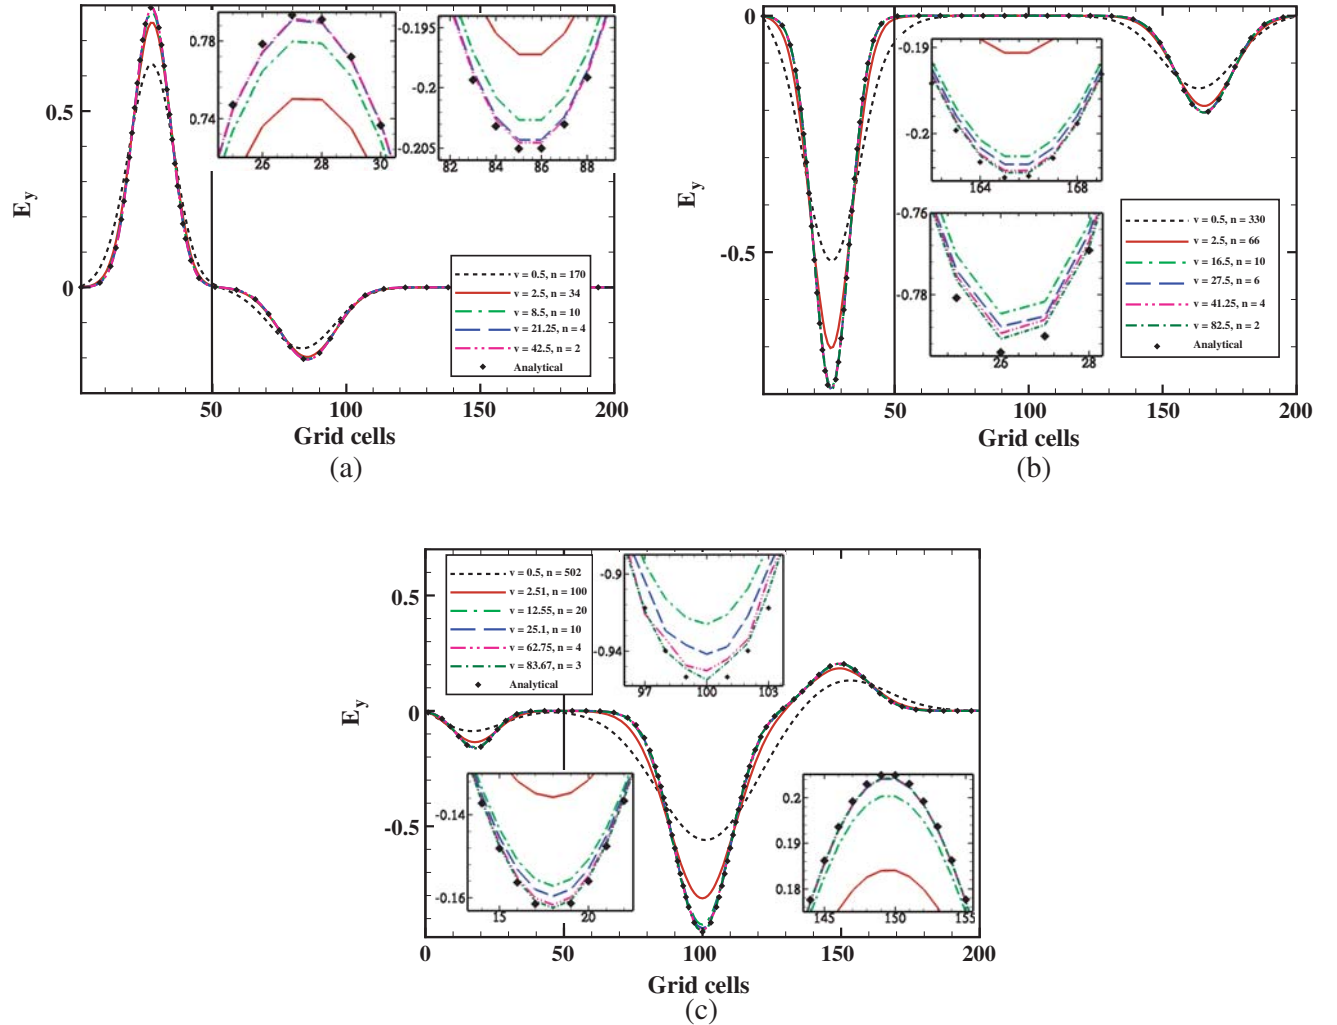 0.78
0.74
26 28 30
-0.195
-0.2
-0.205
82 84 86 88
0.5
0
E_y
v = 0.5, n = 170
v = 2.5, n = 34
v = 8.5, n = 10
v = 21.25, n = 4
v = 42.5, n = 2
Analytical
50 100 150 200
Grid cells
(a)
0
-0.5
E_y
-0.19
-0.2
164 168
-0.76
-0.78
26 28
v = 0.5, n = 330
v = 2.5, n = 66
v = 16.5, n = 10
v = 27.5, n = 6
v = 41.25, n = 4
v = 82.5, n = 2
Analytical
50 100 150 200
Grid cells
(b)
0.5
0
-0.5
E_y
v = 0.5, n = 502
v = 2.51, n = 100
v = 12.55, n = 20
v = 25.1, n = 10
v = 62.75, n = 4
v = 83.67, n = 3
Analytical
-0.9
-0.94
97 100 103
-0.14
-0.16
15 20
0.2
0.19
0.18
145 150 155
0 50 100 150 200
Grid cells
(c)